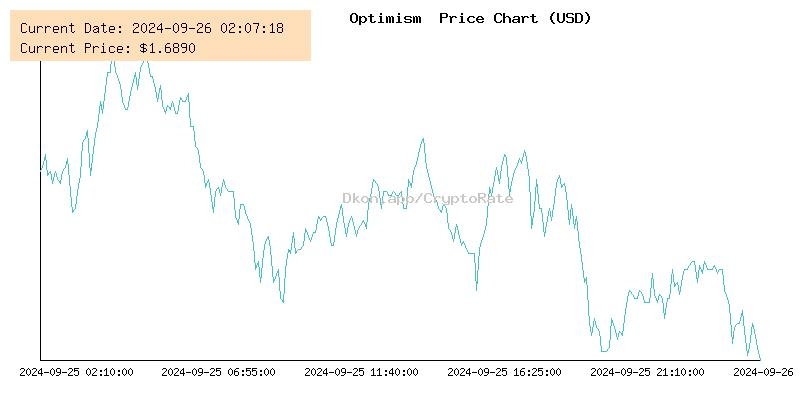 Optimism  Price Chart (USD)
Current Date: 2024-09-26 02:07:18
Current Price: $1.6890
Dkoniapp/CryptoRate
2024-09-25 02:10:00 2024-09-25 06:55:00 2024-09-25 11:40:00 2024-09-25 16:25:00 2024-09-25 21:10:00 2024-09-26